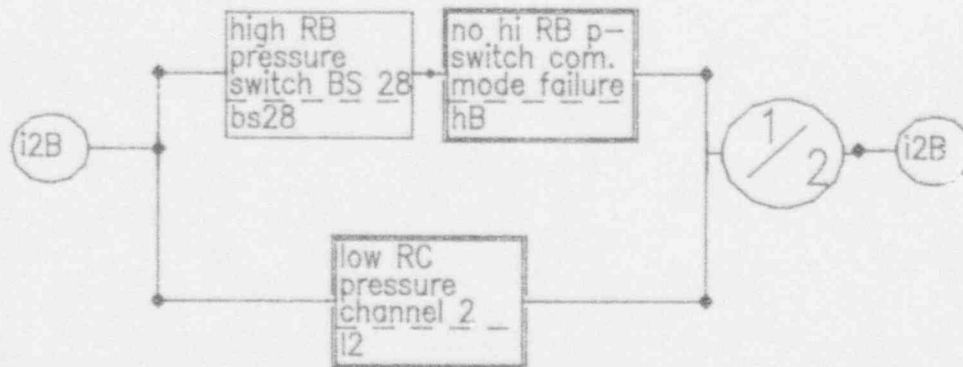 high RB
pressure
switch BS 28
bs28
no hi RB p-
switch com.
mode failure
hB
i2B
1/2
i2B
low RC
pressure
channel 2
l2